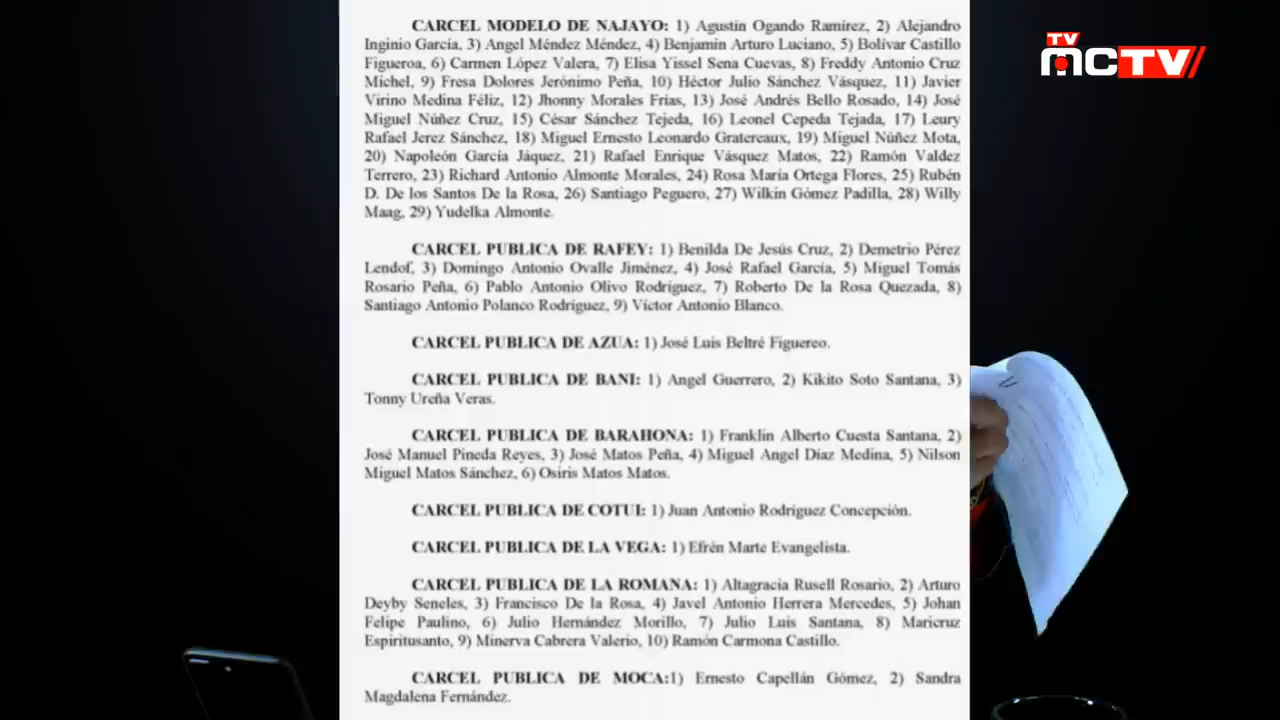 CARCEL MODELO DE NAJAYO: 1) Agustín Ogando Ramírez, 2) Alejandro
Inginio García, 3) Angel Méndez Méndez, 4) Benjamín Arturo Luciano, 5) Bolívar Castillo
Figueroa, 6) Carmen López Valera, 7) Elisa Yissel Sena Cuevas, 8) Freddy Antonio Cruz
Michel, 9) Fresa Dolores Jerónimo Peña, 10) Héctor Julio Sánchez Vásquez, 11) Javier
Virino Medina Féliz, 12) Jhonny Morales Frías, 13) José Andrés Bello Rosado, 14) José
Miguel Núñez Cruz, 15) César Sánchez Tejeda, 16) Leonel Cepeda Tejada, 17) Leury
Rafael Jerez Sánchez, 18) Miguel Ernesto Leonardo Gratereaux, 19) Miguel Núñez Mota,
20) Napoleón García Jáquez, 21) Rafael Enrique Vásquez Matos, 22) Ramón Valdez
Terrero, 23) Richard Antonio Almonte Morales, 24) Rosa María Ortega Flores, 25) Rubén
D. De los Santos De la Rosa, 26) Santiago Peguero, 27) Wilkin Gómez Padilla, 28) Willy
Maag, 29) Yudelka Almonte.
CARCEL PUBLICA DE RAFEY: 1) Benilda De Jesús Cruz, 2) Demetrio Pérez
Lendof, 3) Domingo Antonio Ovalle Jiménez, 4) José Rafael García, 5) Miguel Tomás
Rosario Peña, 6) Pablo Antonio Olivo Rodríguez, 7) Roberto De la Rosa Quezada, 8)
Santiago Antonio Polanco Rodríguez, 9) Víctor Antonio Blanco.
CARCEL PUBLICA DE AZUA: 1) José Luis Beltré Figuereo.
CARCEL PUBLICA DE BANI: 1) Angel Guerrero, 2) Kikito Soto Santana, 3)
Tonny Ureña Veras.
CARCEL PUBLICA DE BARAHONA: 1) Franklin Alberto Cuesta Santana, 2)
José Manuel Pineda Reyes, 3) José Matos Peña, 4) Miguel Angel Díaz Medina, 5) Nilson
Miguel Matos Sánchez, 6) Osiris Matos Matos.
CARCEL PUBLICA DE COTUI: 1) Juan Antonio Rodríguez Concepción.
CARCEL PUBLICA DE LA VEGA: 1) Efrén Marte Evangelista.
CARCEL PUBLICA DE LA ROMANA: 1) Altagracia Rusell Rosario, 2) Arturo
Deyby Seneles, 3) Francisco De la Rosa, 4) Javel Antonio Herrera Mercedes, 5) Johan
Felipe Paulino, 6) Julio Hernández Morillo, 7) Julio Luis Santana, 8) Maricruz
Espiritusanto, 9) Minerva Cabrera Valerio, 10) Ramón Carmona Castillo.
CARCEL PUBLICA DE MOCA:1) Ernesto Capellán Gómez, 2) Sandra
Magdalena Fernández.
TV
MCTV